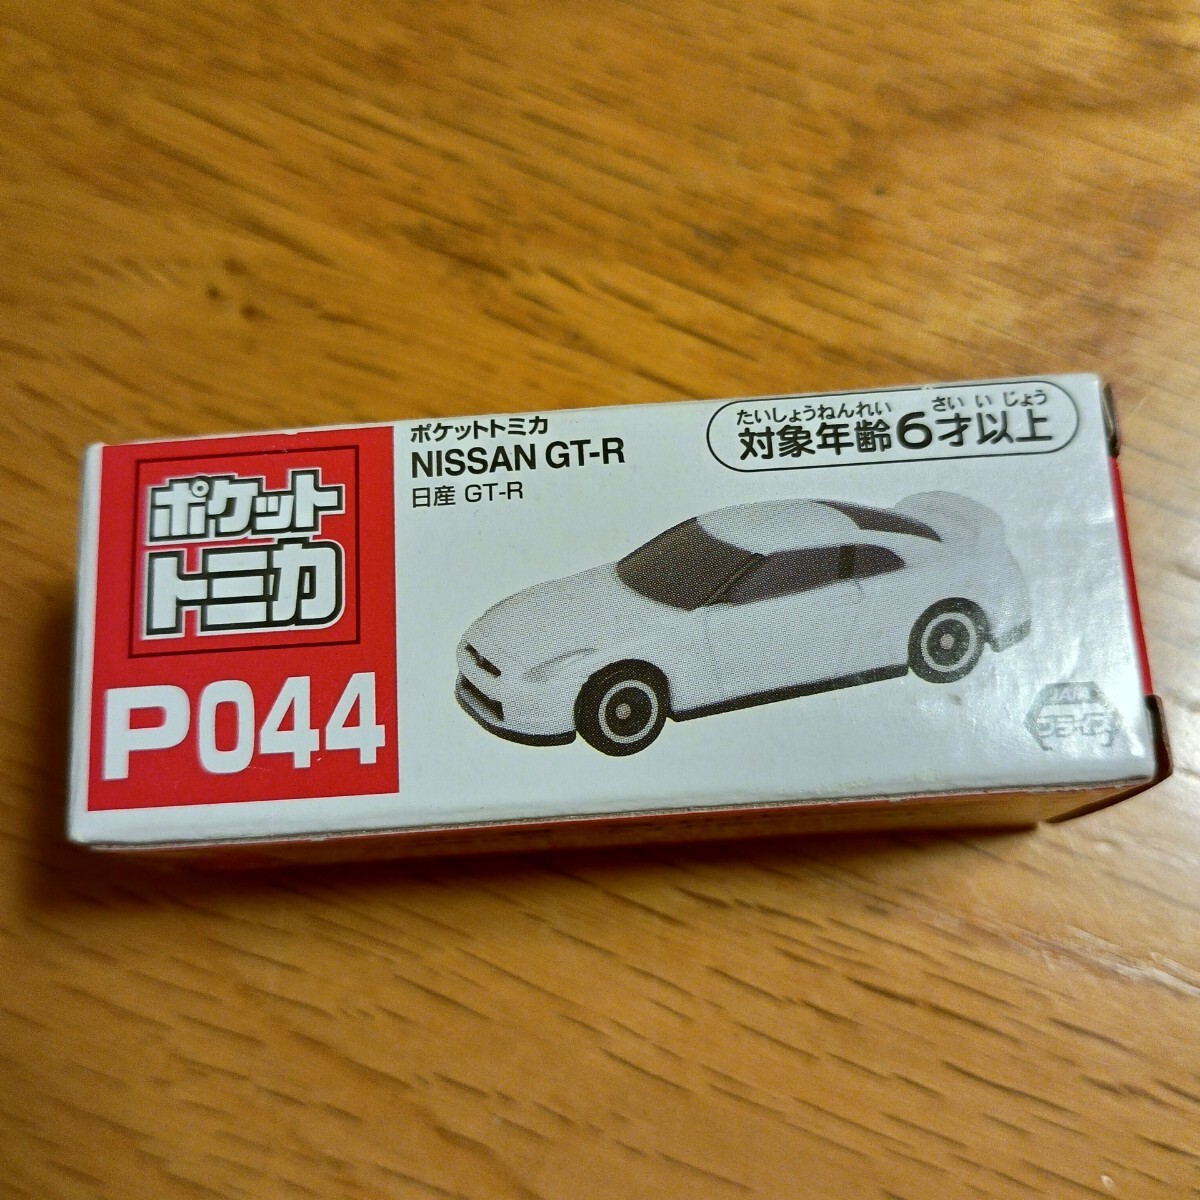 ポケット
トミカ
P044
ポケットトミカ
NISSAN GT-R
日産 GT-R
たいしょうねんれい さい い じょう
対象年齢6才以上